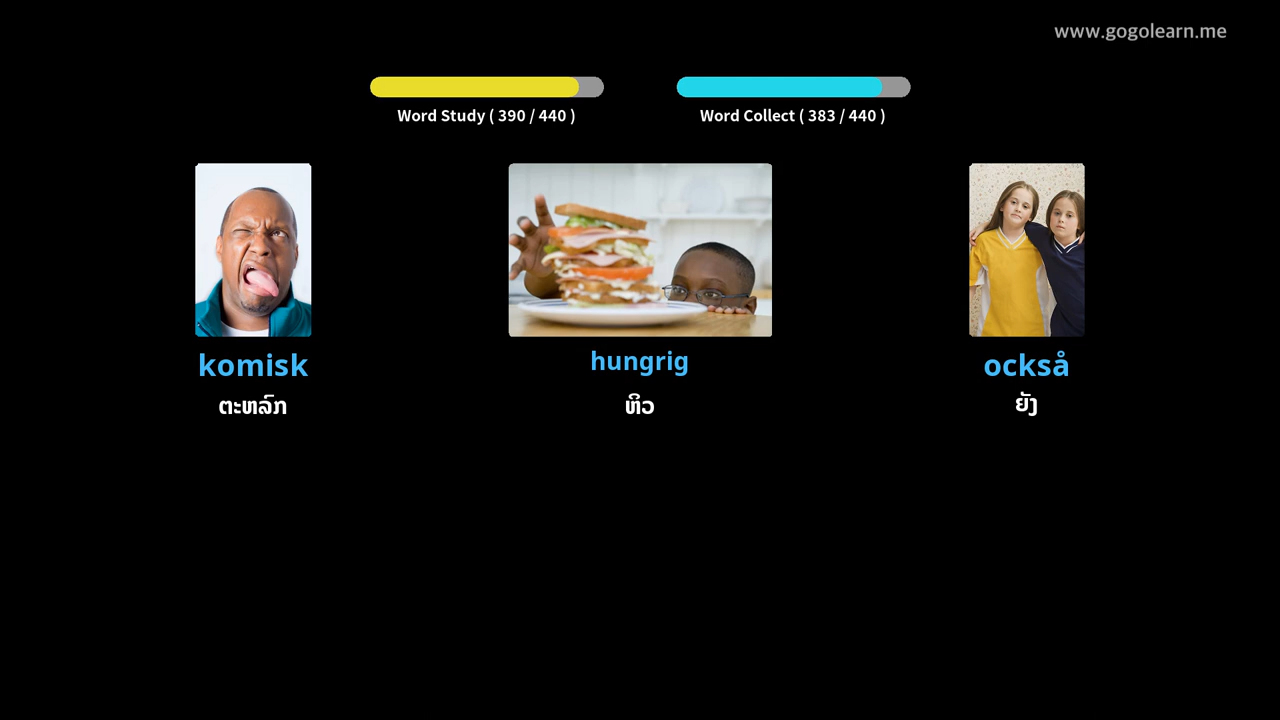 www.gogolearn.me
Word Study ( 390 / 440 )
Word Collect ( 383 / 440 )
komisk
hungrig
också
ຕະຫລົກ
ຫິວ
ຍັງ